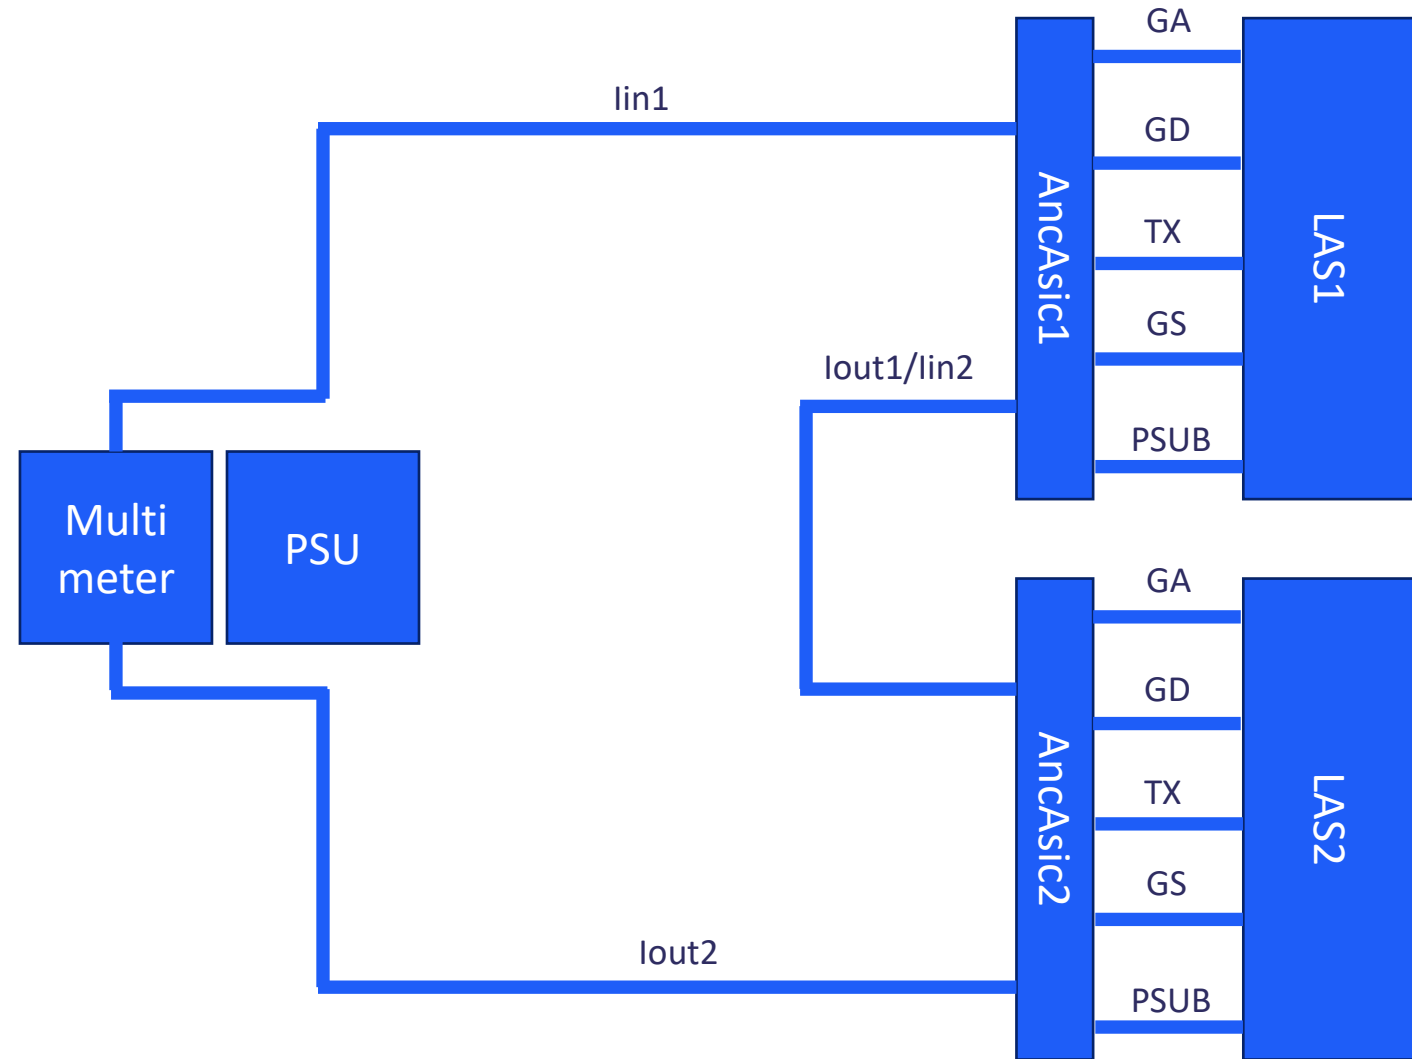 GA
Iin1
GD
TX
AncAsic1
LAS1
GS
Iout1/Iin2
PSUB
Multi
meter
PSU
GA
GD
TX
AncAsic2
LAS2
GS
Iout2
PSUB